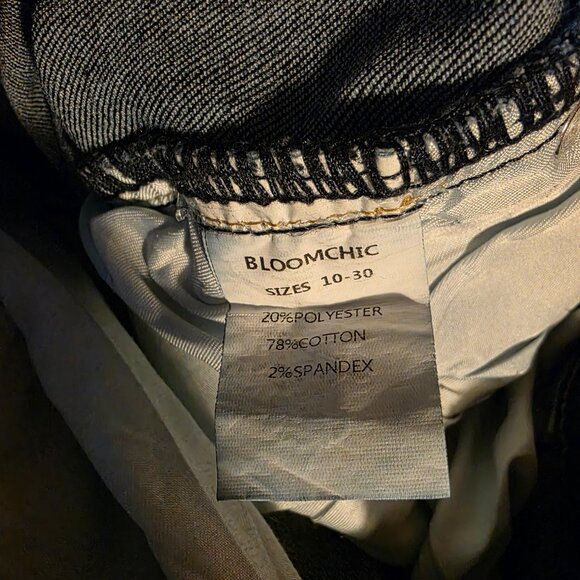 BLOOMCHIC
SIZES 10-30
20%POLYESTER
78%COTTON
2%SPANDEX